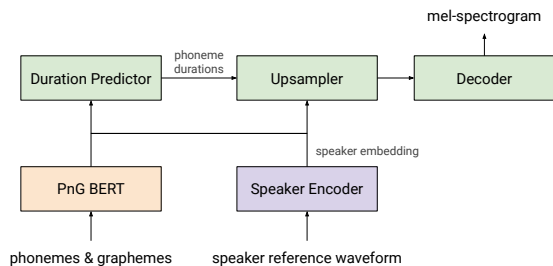 mel-spectrogram
phoneme
durations
Duration Predictor
Upsampler
Decoder
speaker embedding
PnG BERT
Speaker Encoder
phonemes & graphemes
speaker reference waveform